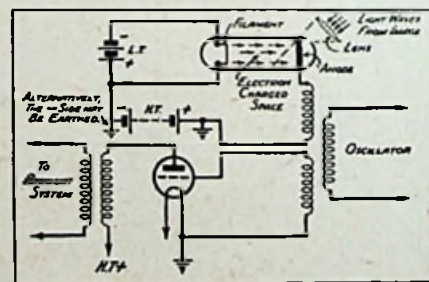 FILAMENT
LIGHT WAVES
FROM IMAGE
LENS
ANODE
- L.T.
+
ELECTRON
CHARGED
SPACE
ALTERNATIVELY,
THE - SIDE MAY
BE EARTHED.
- H.T. +
OSCILLATOR
TO
SYSTEM
H.T+